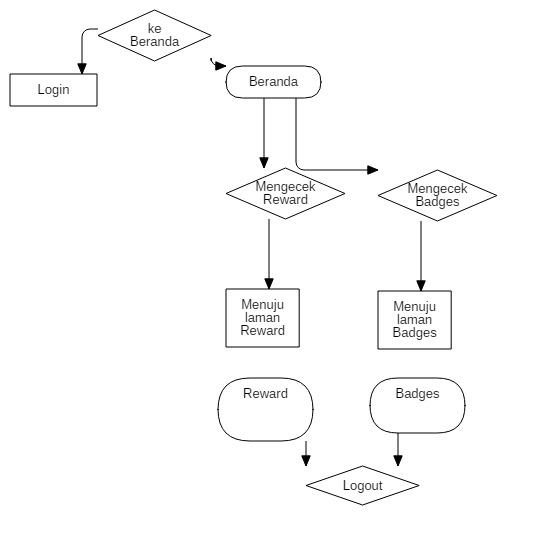 ke
Beranda
Login
Beranda
Mengecek
Reward
Mengecek
Badges
Menuju
laman
Reward
Menuju
laman
Badges
Reward
Badges
Logout